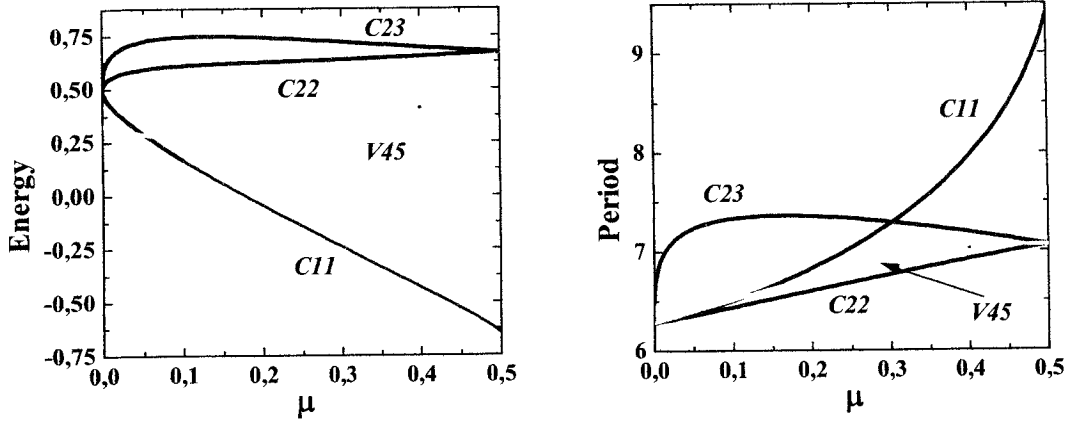 Energy
0,75
0,50
0,25
0,00
-0,25
-0,50
-0,75
C23
C22
V45
C11
0,0 0,1 0,2 0,3 0,4 0,5
μ
Period
9
8
7
6
C11
C23
C22
V45
0,0 0,1 0,2 0,3 0,4 0,5
μ